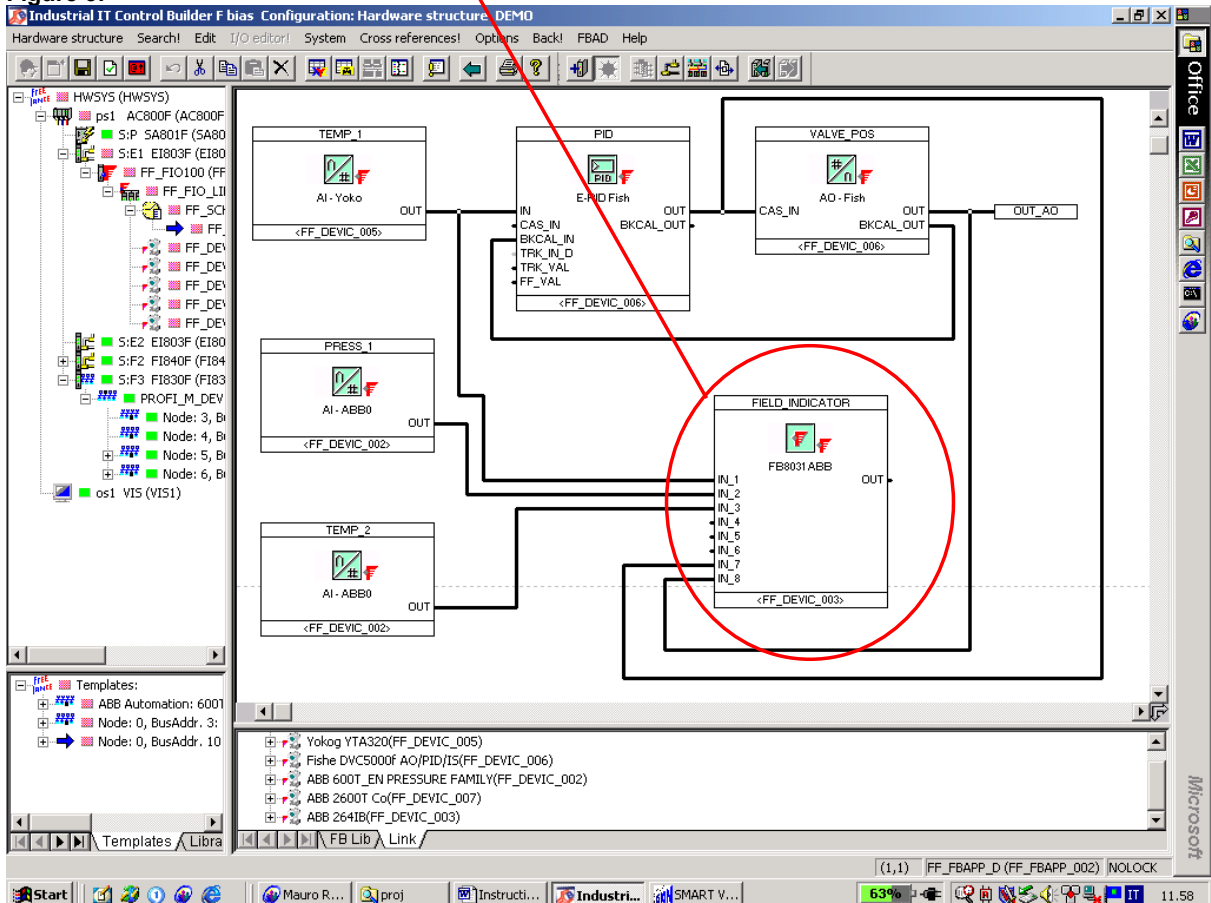 Industrial IT Control Builder F bias Configuration: Hardware structure DEMO
Hardware structure Search! Edit I/O editor! System Cross references! Options Back! FBAD Help
HWSYS (HWSYS)
ps1 AC800F (AC800F
S:P SA801F (SA80
S:E1 EI803F (EI80
FF_FIO100 (FF
FF_FIO_LI
FF_SCH
FF_
FF_DEV
FF_DEV
FF_DEV
FF_DEV
FF_DEV
S:E2 EI803F (EI80
S:F2 FI840F (FI84
S:F3 FI830F (FI83
PROFI_M_DEV
Node: 3, B
Node: 4, B
Node: 5, B
Node: 6, B
os1 VIS (VIS1)
TEMP_1
AI - Yoko
OUT
<FF_DEVIC_005>
PID
PID
E-PID Fish
IN
CAS_IN
BKCAL_IN
TRK_IN_D
TRK_VAL
FF_VAL
OUT
BKCAL_OUT
<FF_DEVIC_006>
VALVE_POS
AO - Fish
CAS_IN
OUT
BKCAL_OUT
<FF_DEVIC_006>
OUT_AO
PRESS_1
AI - ABB0
OUT
<FF_DEVIC_002>
FIELD_INDICATOR
FB8031 ABB
IN_1
IN_2
IN_3
IN_4
IN_5
IN_6
IN_7
IN_8
OUT
<FF_DEVIC_003>
TEMP_2
AI - ABB0
OUT
<FF_DEVIC_002>
Templates:
ABB Automation: 600T
Node: 0, BusAddr. 3:
Node: 0, BusAddr. 10
Templates Libra
Yokog YTA320(FF_DEVIC_005)
Fishe DVC5000f AO/PID/IS(FF_DEVIC_006)
ABB 600T_EN PRESSURE FAMILY(FF_DEVIC_002)
ABB 2600T Co(FF_DEVIC_007)
ABB 264IB(FF_DEVIC_003)
FB Lib Link
(1,1) FF_FBAPP_D (FF_FBAPP_002) NOLOCK
Office
Microsoft
Start Mauro R... proj Instructi... Industri... SMART V... 63% IT 11.58